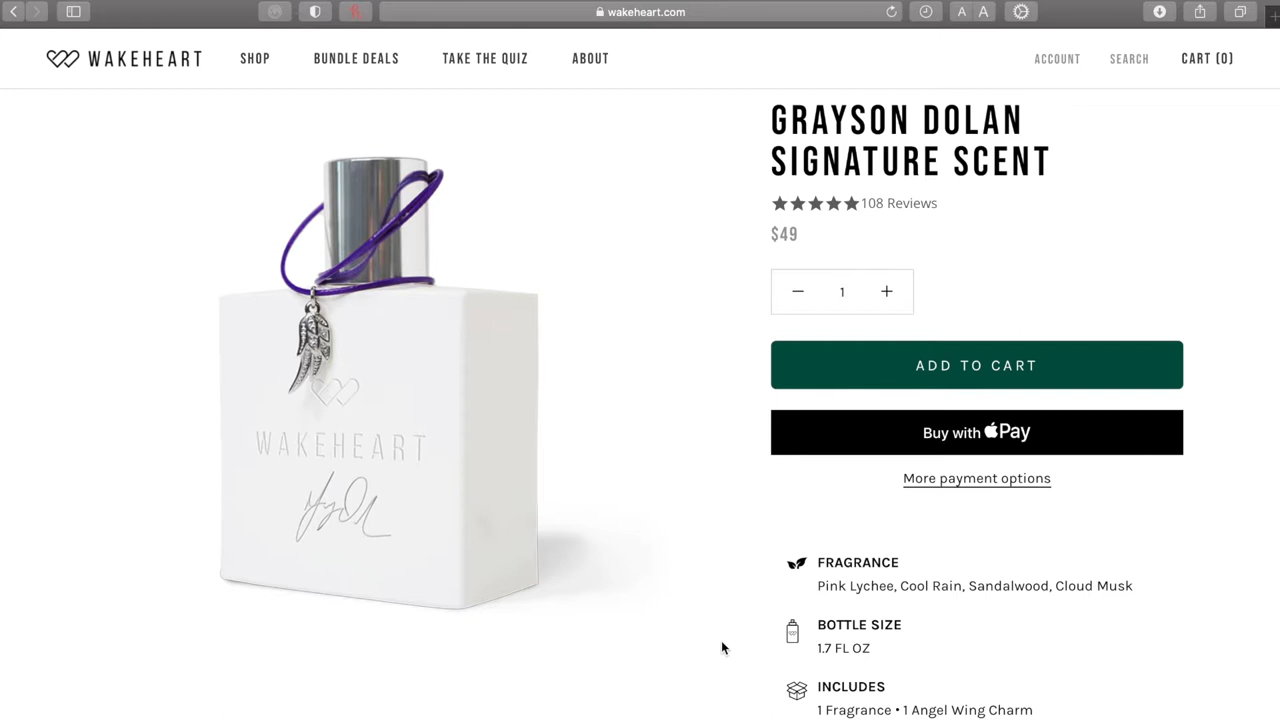 wakeheart.com
A A
WAKEHEART SHOP BUNDLE DEALS TAKE THE QUIZ ABOUT ACCOUNT SEARCH CART (0)
GRAYSON DOLAN
SIGNATURE SCENT
108 Reviews
$49
− 1 +
ADD TO CART
Buy with Pay
More payment options
WAKEHEART
FRAGRANCE
Pink Lychee, Cool Rain, Sandalwood, Cloud Musk
BOTTLE SIZE
1.7 FL OZ
INCLUDES
1 Fragrance • 1 Angel Wing Charm